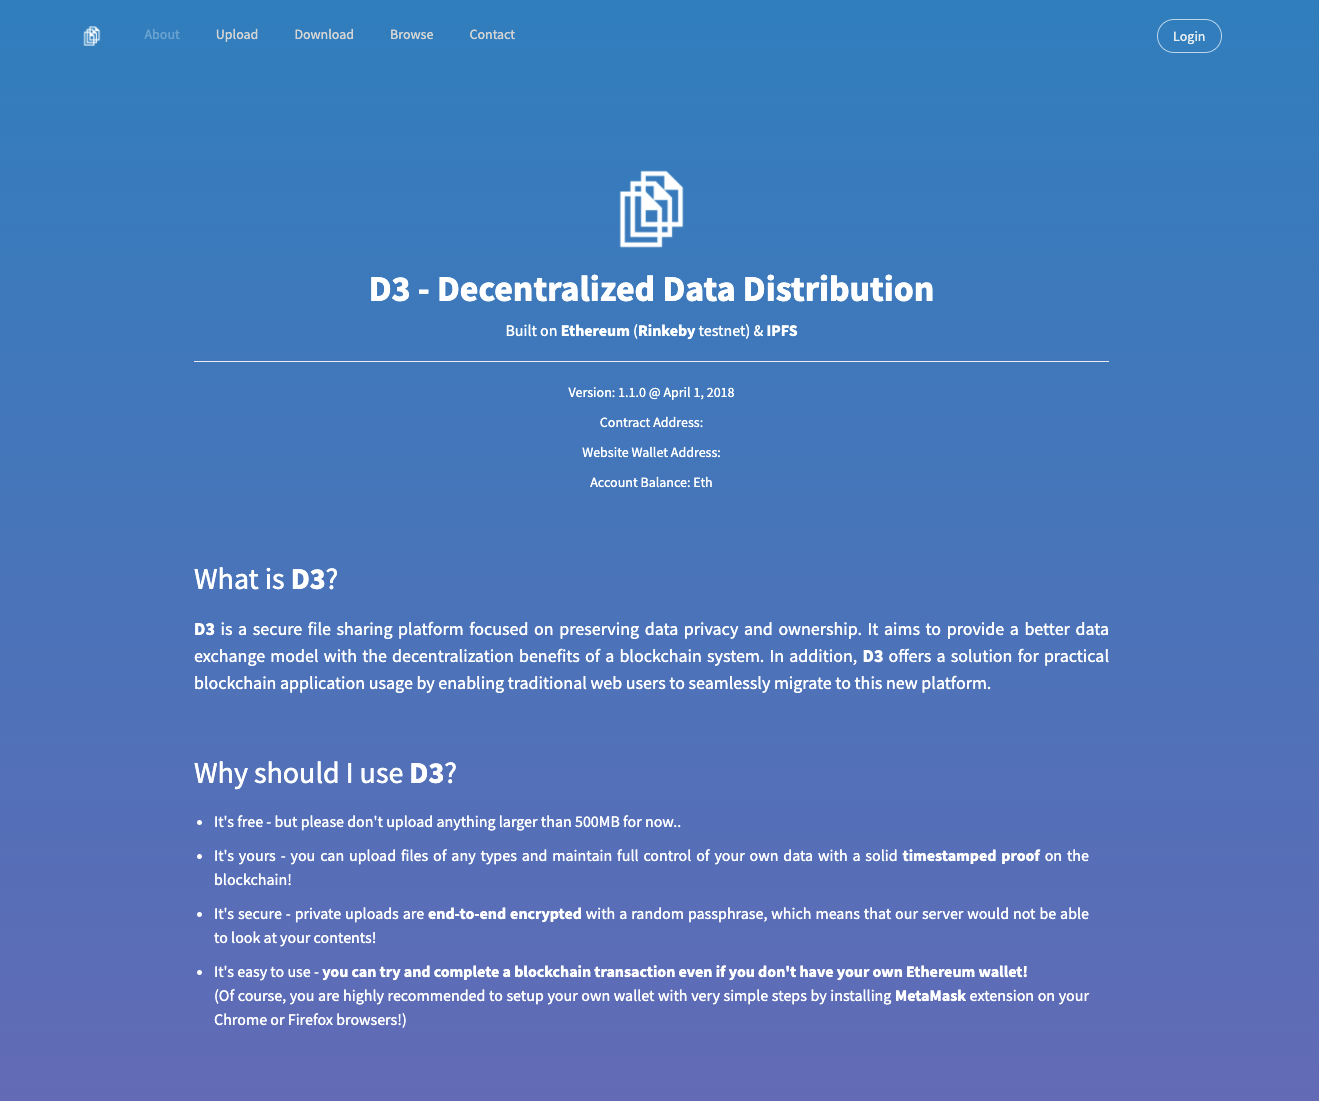 About Upload Download Browse Contact Login
D3 - Decentralized Data Distribution
Built on Ethereum (Rinkeby testnet) & IPFS
Version: 1.1.0 @ April 1, 2018
Contract Address:
Website Wallet Address:
Account Balance: Eth
What is D3?
D3 is a secure file sharing platform focused on preserving data privacy and ownership. It aims to provide a better data
exchange model with the decentralization benefits of a blockchain system. In addition, D3 offers a solution for practical
blockchain application usage by enabling traditional web users to seamlessly migrate to this new platform.
Why should I use D3?
• It's free - but please don't upload anything larger than 500MB for now..
• It's yours - you can upload files of any types and maintain full control of your own data with a solid timestamped proof on the
blockchain!
• It's secure - private uploads are end-to-end encrypted with a random passphrase, which means that our server would not be able
to look at your contents!
• It's easy to use - you can try and complete a blockchain transaction even if you don't have your own Ethereum wallet!
(Of course, you are highly recommended to setup your own wallet with very simple steps by installing MetaMask extension on your
Chrome or Firefox browsers!)